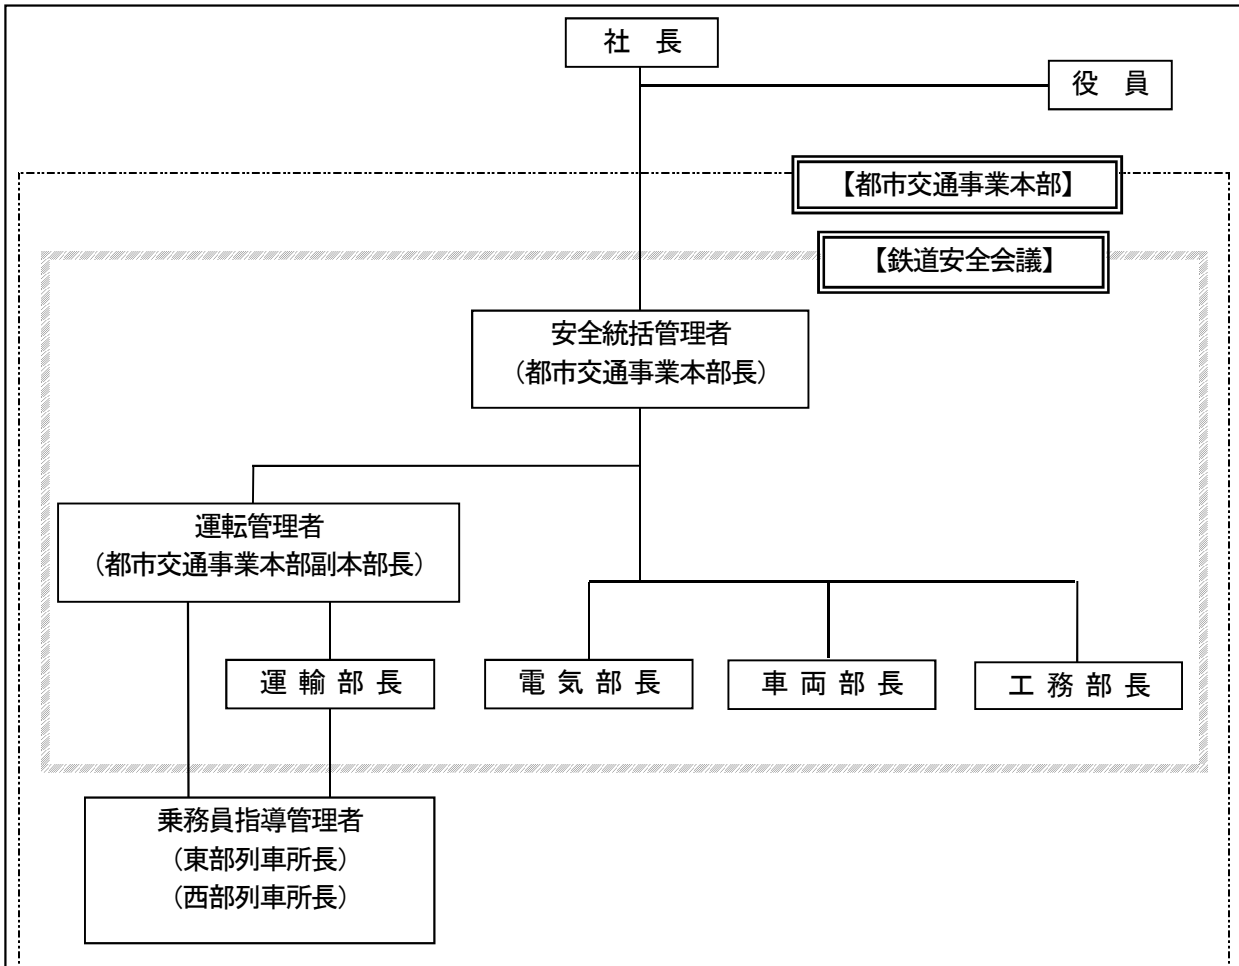 社　長
役　員
【都市交通事業本部】
【鉄道安全会議】
安全統括管理者
（都市交通事業本部長）
運転管理者
（都市交通事業本部副本部長）
運 輸 部 長
電 気 部 長
車 両 部 長
工 務 部 長
乗務員指導管理者
（東部列車所長）
（西部列車所長）